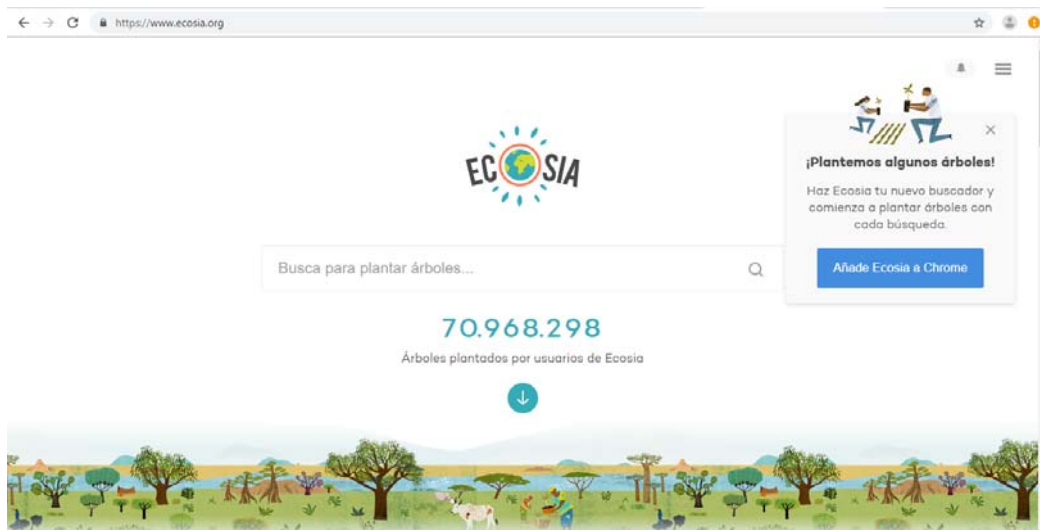 https://www.ecosia.org
ECOSIA
¡Plantemos algunos árboles!
Haz Ecosia tu nuevo buscador y
comienza a plantar árboles con
cada búsqueda.
Añade Ecosia a Chrome
Busca para plantar árboles...
70.968.298
Árboles plantados por usuarios de Ecosia